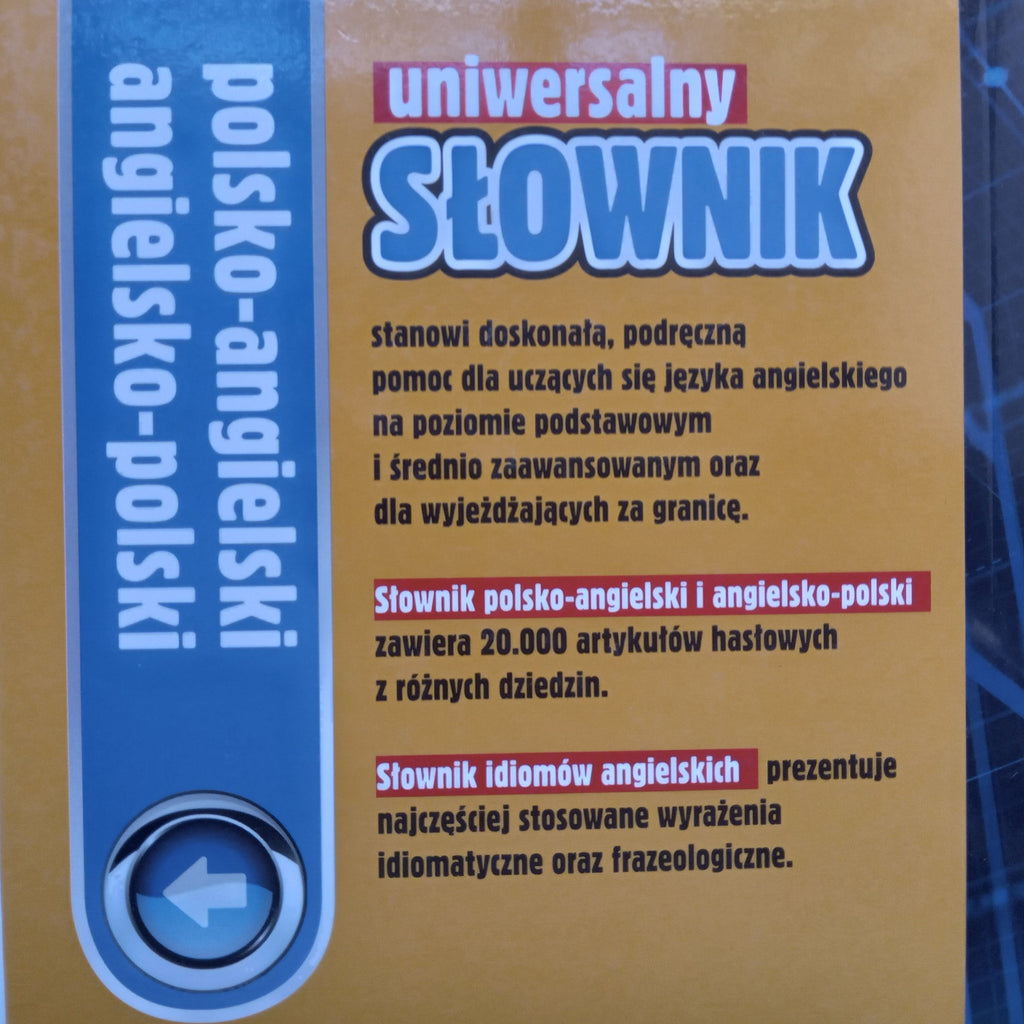 polsko-angielski
angielsko-polski
uniwersalny
SŁOWNIK
stanowi doskonałą, podręczną
pomoc dla uczących się języka angielskiego
na poziomie podstawowym
i średnio zaawansowanym oraz
dla wyjeżdżających za granicę.
Słownik polsko-angielski i angielsko-polski
zawiera 20.000 artykułów hasłowych
z różnych dziedzin.
Słownik idiomów angielskich prezentuje
najczęściej stosowane wyrażenia
idiomatyczne oraz frazeologiczne.